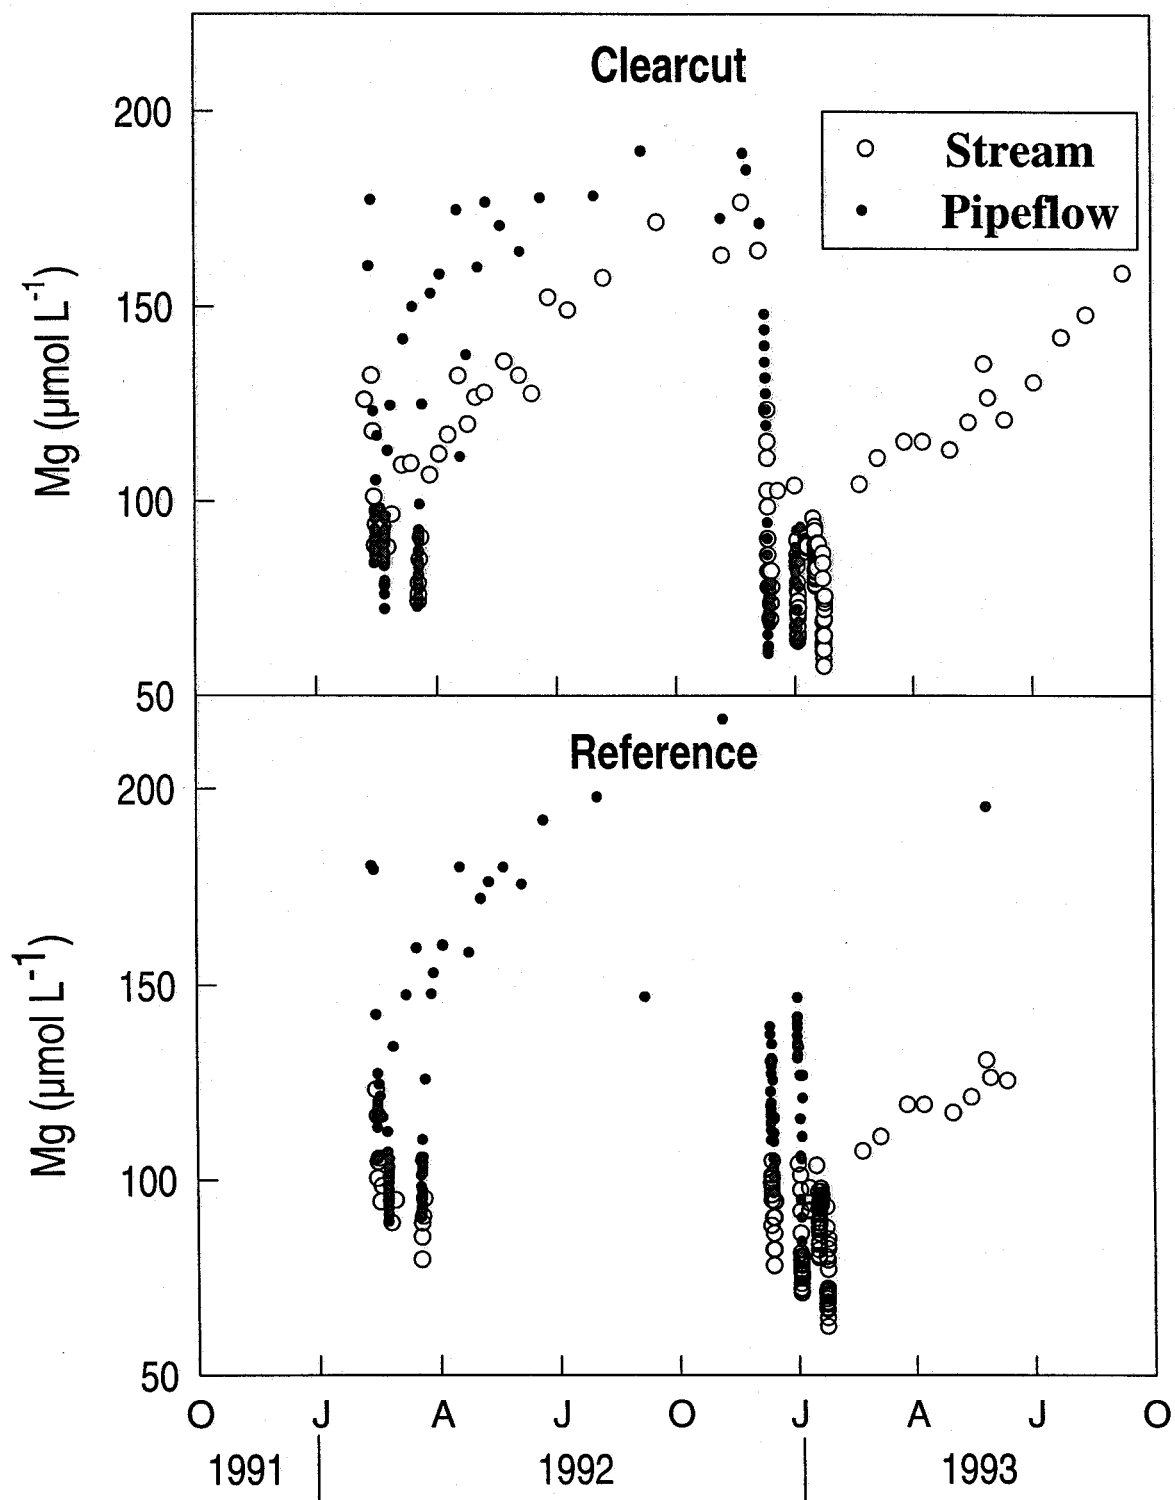 Clearcut
200
Stream
Pipeflow
150
100
50
Mg (µmol L-1)
Reference
200
150
100
50
Mg (µmol L-1)
O J A J O J A J O
1991 1992 1993